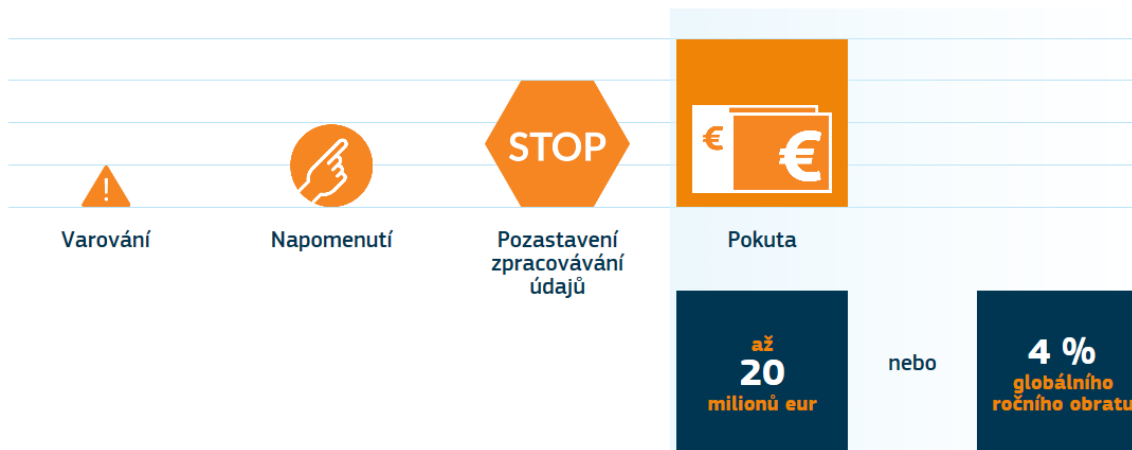 !
STOP
€
€
Varování
Napomenutí
Pozastavení
zpracovávání
údajů
Pokuta
až
20
milionů eur
nebo
4 %
globálního
ročního obratu